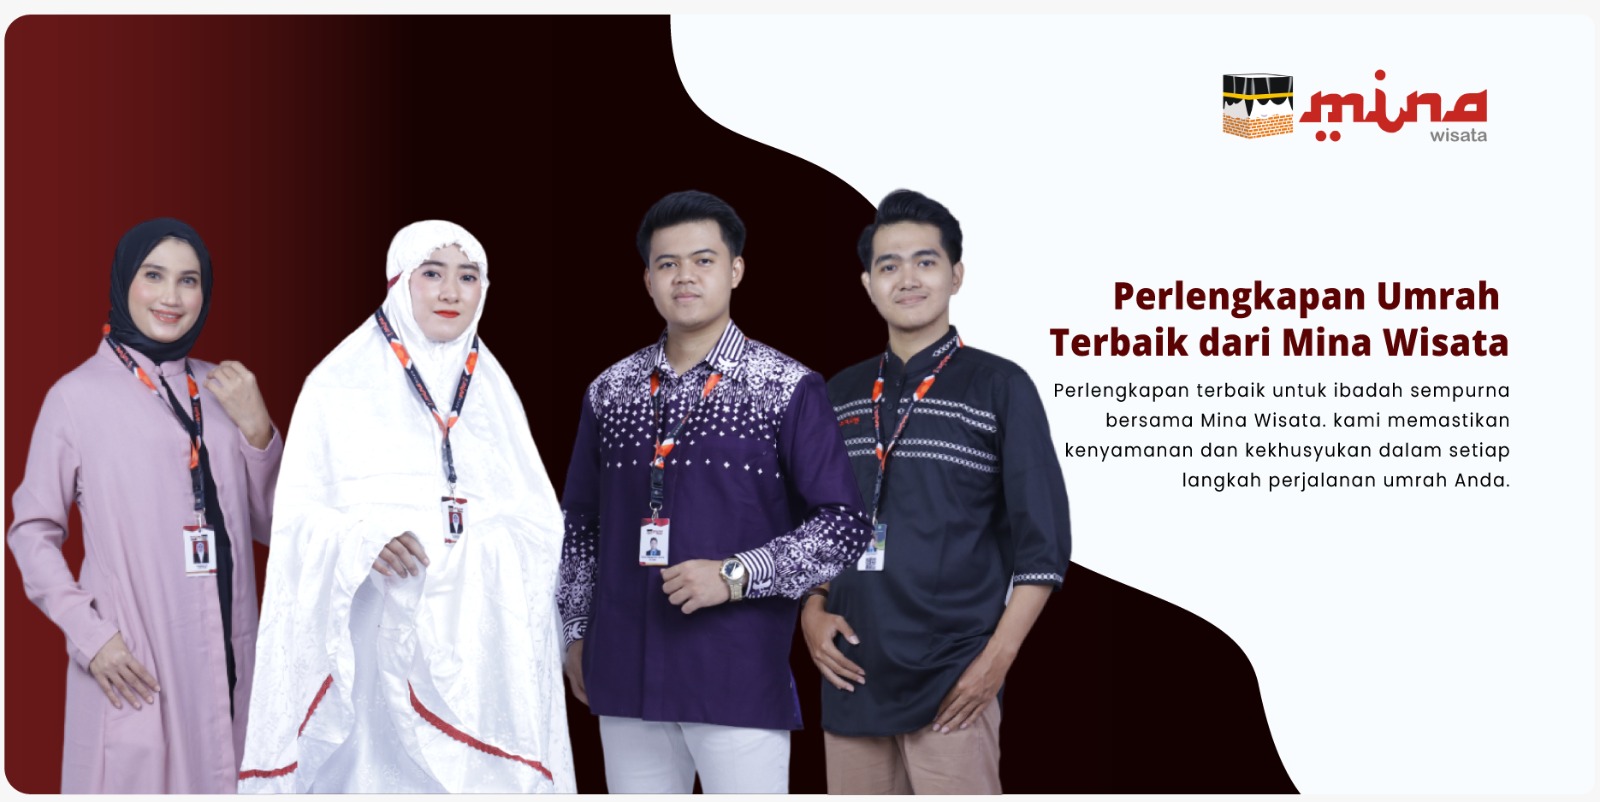 mina
wisata
Perlengkapan Umrah
Terbaik dari Mina Wisata
Perlengkapan terbaik untuk ibadah sempurna
bersama Mina Wisata. kami memastikan
kenyamanan dan kekhusyukan dalam setiap
langkah perjalanan umrah Anda.